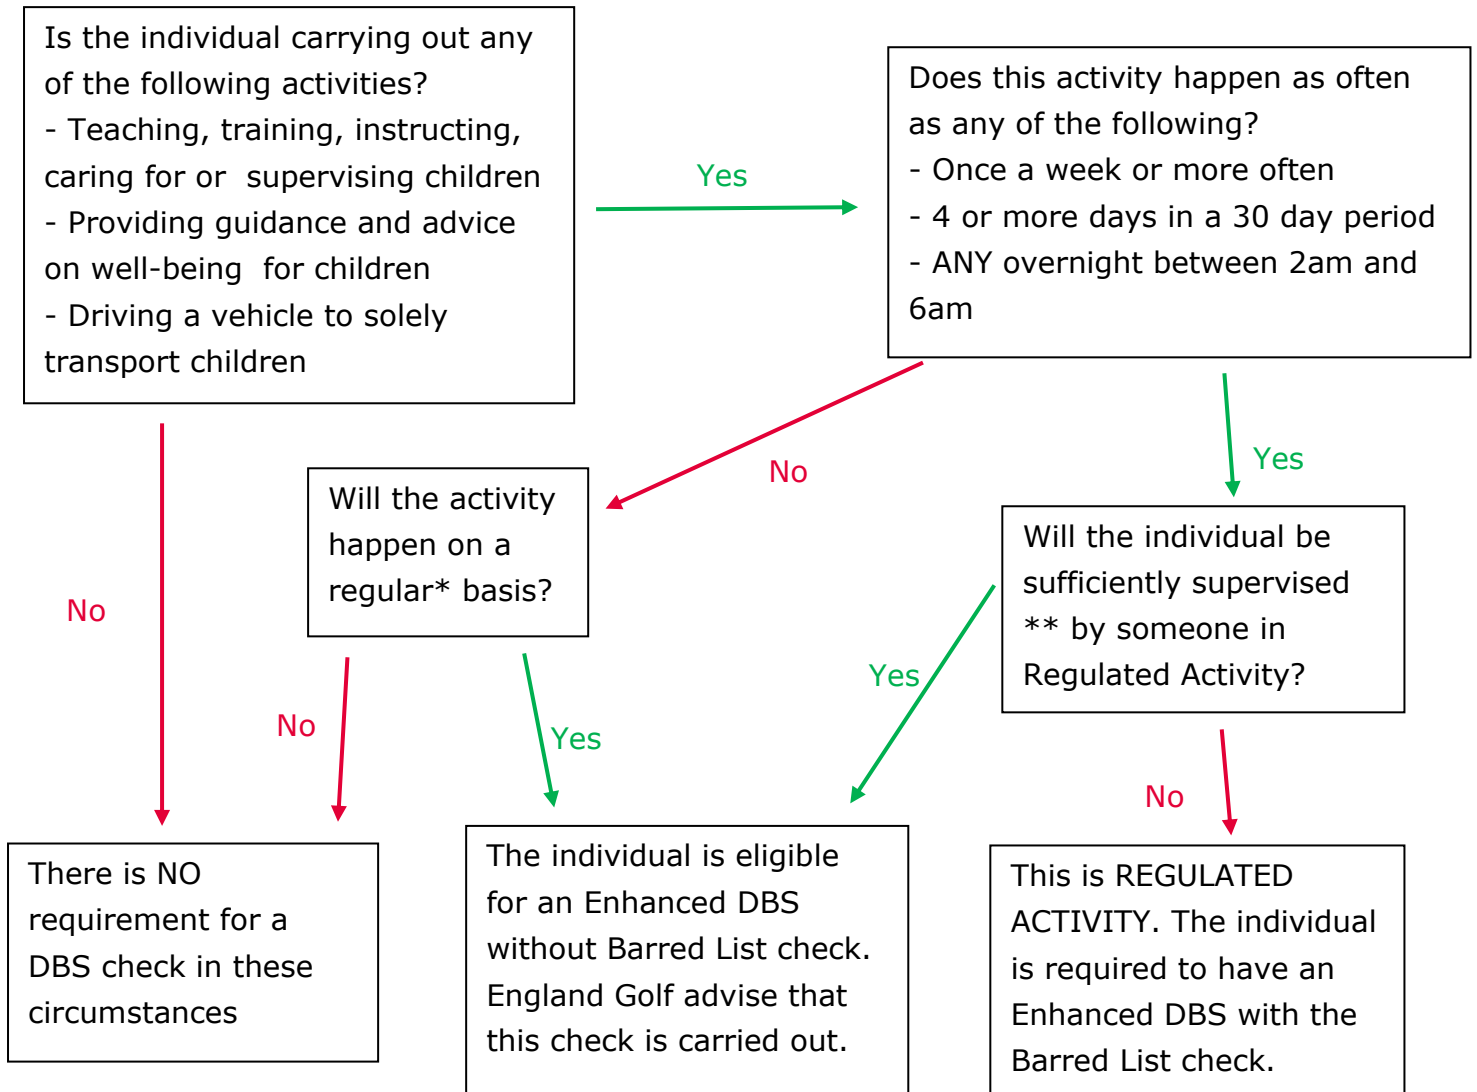 Is the individual carrying out any
of the following activities?
- Teaching, training, instructing,
caring for or  supervising children
- Providing guidance and advice
on well-being  for children
- Driving a vehicle to solely
transport children
Yes
Does this activity happen as often
as any of the following?
- Once a week or more often
- 4 or more days in a 30 day period
- ANY overnight between 2am and
6am
No
No
Yes
Will the activity
happen on a
regular* basis?
Will the individual be
sufficiently supervised
** by someone in
Regulated Activity?
No
Yes
Yes
No
There is NO
requirement for a
DBS check in these
circumstances
The individual is eligible
for an Enhanced DBS
without Barred List check.
England Golf advise that
this check is carried out.
This is REGULATED
ACTIVITY. The individual
is required to have an
Enhanced DBS with the
Barred List check.